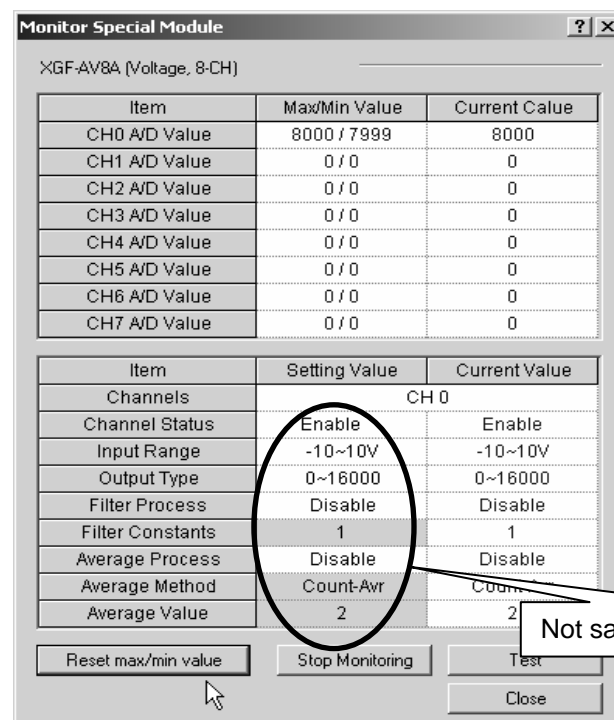 Monitor Special Module
XGF-AV8A (Voltage, 8-CH)
Item Max/Min Value Current Calue
CH0 A/D Value 8000 / 7999 8000
CH1 A/D Value 0 / 0 0
CH2 A/D Value 0 / 0 0
CH3 A/D Value 0 / 0 0
CH4 A/D Value 0 / 0 0
CH5 A/D Value 0 / 0 0
CH6 A/D Value 0 / 0 0
CH7 A/D Value 0 / 0 0
Item Setting Value Current Value
Channels CH 0
Channel Status Enable Enable
Input Range -10~10V -10~10V
Output Type 0~16000 0~16000
Filter Process Disable Disable
Filter Constants 1 1
Average Process Disable Disable
Average Method Count-Avr
Average Value 2 2
Not
Reset max/min value Stop Monitoring Test
Close